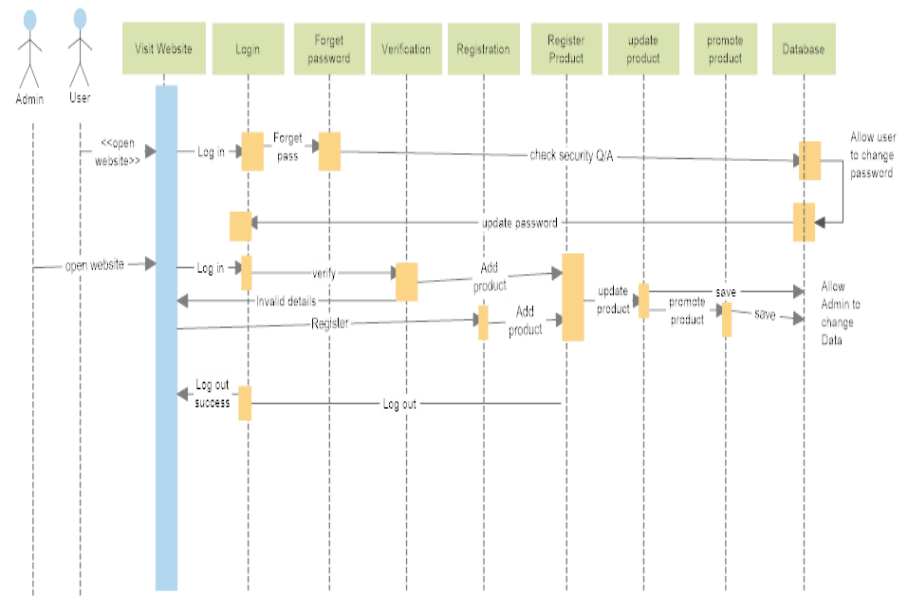 Admin
User
Visit Website
Login
Forget
password
Verification
Registration
Register
Product
update
product
promote
product
Database
<<open
website>>
Log in
Forget
pass
check security Q/A
Allow user
to change
password
update password
open website
Log in
verify
Add
product
Invalid details
Register
Add
product
update
product
save
promote
product
save
Allow
Admin to
change
Data
Log out
success
Log out